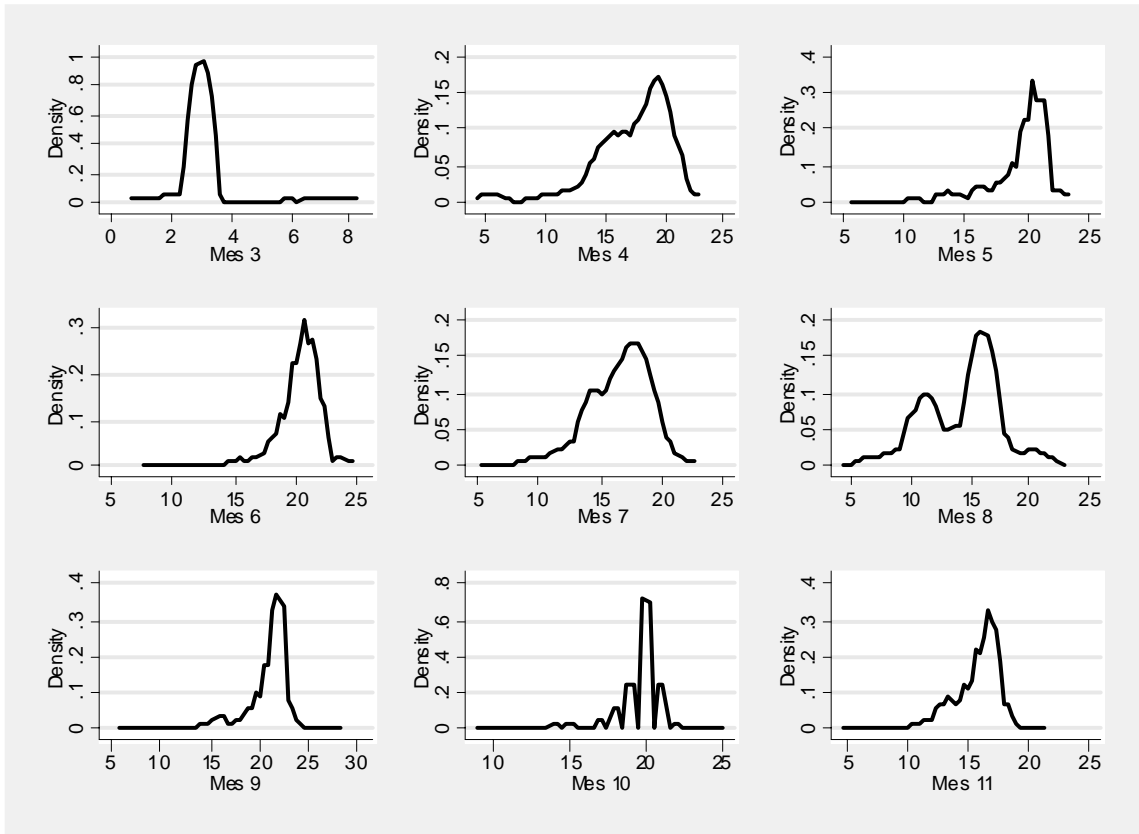 Density
0 .2 .4 .6 .8 1
0 2 4 6 8
Mes 3
Density
0 .05 .1 .15 .2
5 10 15 20 25
Mes 4
Density
0 .1 .2 .3 .4
5 10 15 20 25
Mes 5
Density
0 .1 .2 .3
5 10 15 20 25
Mes 6
Density
0 .05 .1 .15 .2
5 10 15 20 25
Mes 7
Density
0 .05 .1 .15 .2
5 10 15 20 25
Mes 8
Density
0 .1 .2 .3 .4
5 10 15 20 25 30
Mes 9
Density
0 .2 .4 .6 .8
10 15 20 25
Mes 10
Density
0 .1 .2 .3 .4
5 10 15 20 25
Mes 11